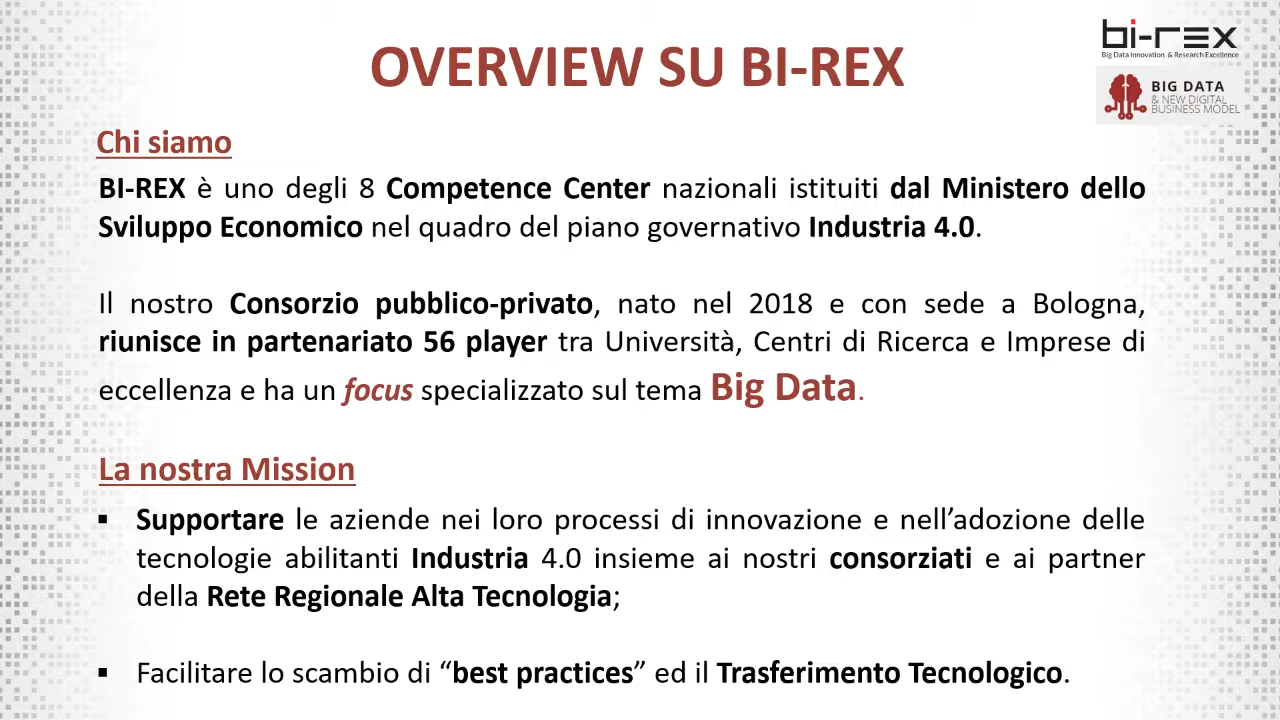 OVERVIEW SU BI-REX
bi-rex
Big Data Innovation & Research Excellence
BIG DATA
& NEW DIGITAL
BUSINESS MODEL
Chi siamo
BI-REX è uno degli 8 Competence Center nazionali istituiti dal Ministero dello
Sviluppo Economico nel quadro del piano governativo Industria 4.0.
Il nostro Consorzio pubblico-privato, nato nel 2018 e con sede a Bologna,
riunisce in partenariato 56 player tra Università, Centri di Ricerca e Imprese di
eccellenza e ha un focus specializzato sul tema Big Data.
La nostra Mission
▪ Supportare le aziende nei loro processi di innovazione e nell’adozione delle
tecnologie abilitanti Industria 4.0 insieme ai nostri consorziati e ai partner
della Rete Regionale Alta Tecnologia;
▪ Facilitare lo scambio di “best practices” ed il Trasferimento Tecnologico.